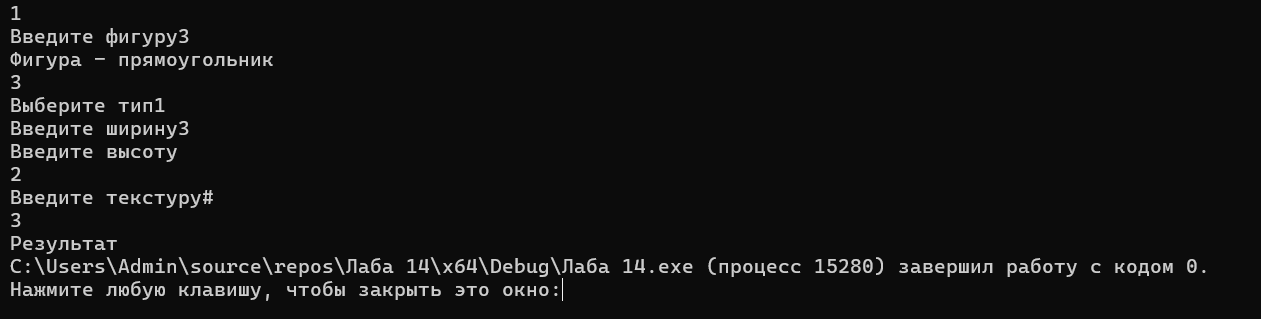 1
Введите фигуру3
Фигура - прямоугольник
3
Выберите тип1
Введите ширину3
Введите высоту
2
Введите текстуру#
3
Результат
C:\Users\Admin\source\repos\Лаба 14\x64\Debug\Лаба 14.exe (процесс 15280) завершил работу с кодом 0.
Нажмите любую клавишу, чтобы закрыть это окно: